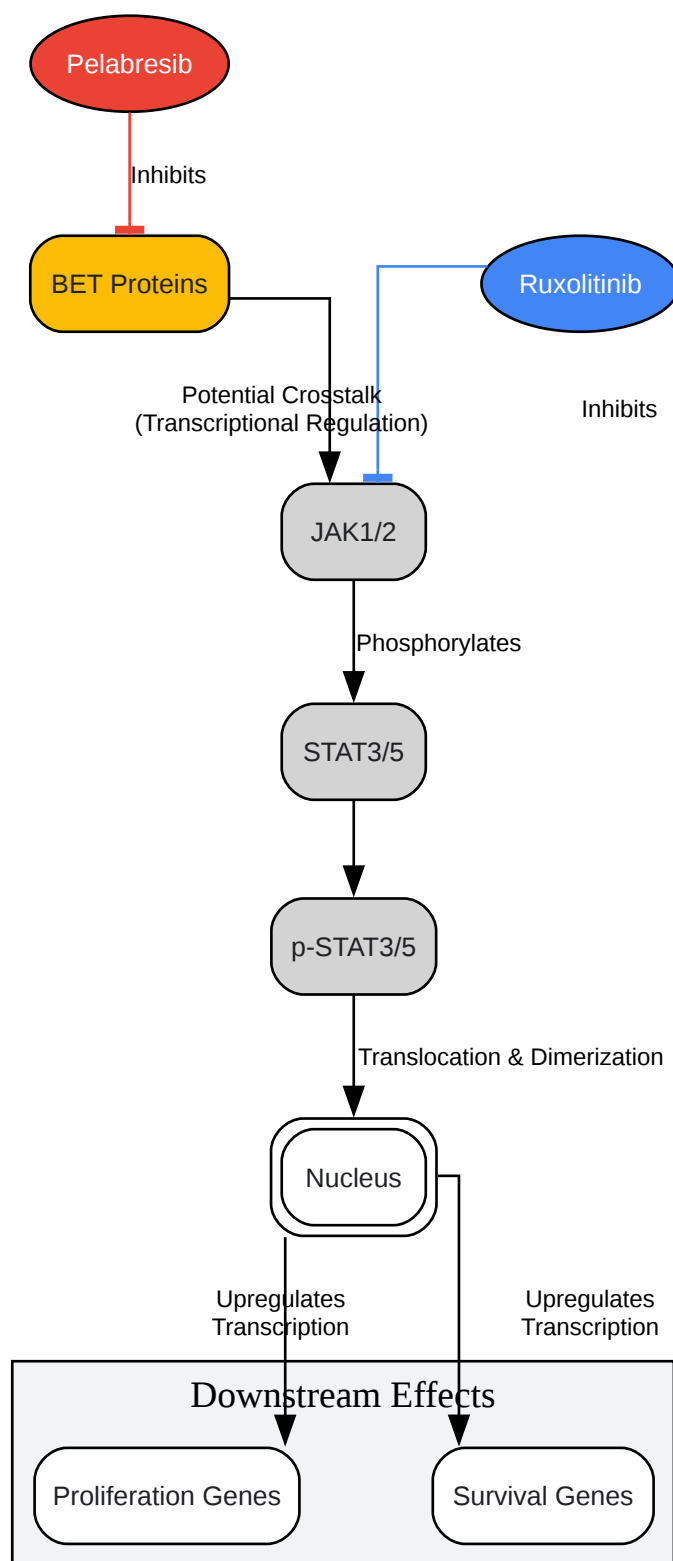 Pelabresib
Inhibits
BET Proteins
Ruxolitinib
Potential Crosstalk
(Transcriptional Regulation)
Inhibits
JAK1/2
Phosphorylates
STAT3/5
p-STAT3/5
Translocation & Dimerization
Nucleus
Upregulates
Transcription
Upregulates
Transcription
Downstream Effects
Proliferation Genes
Survival Genes